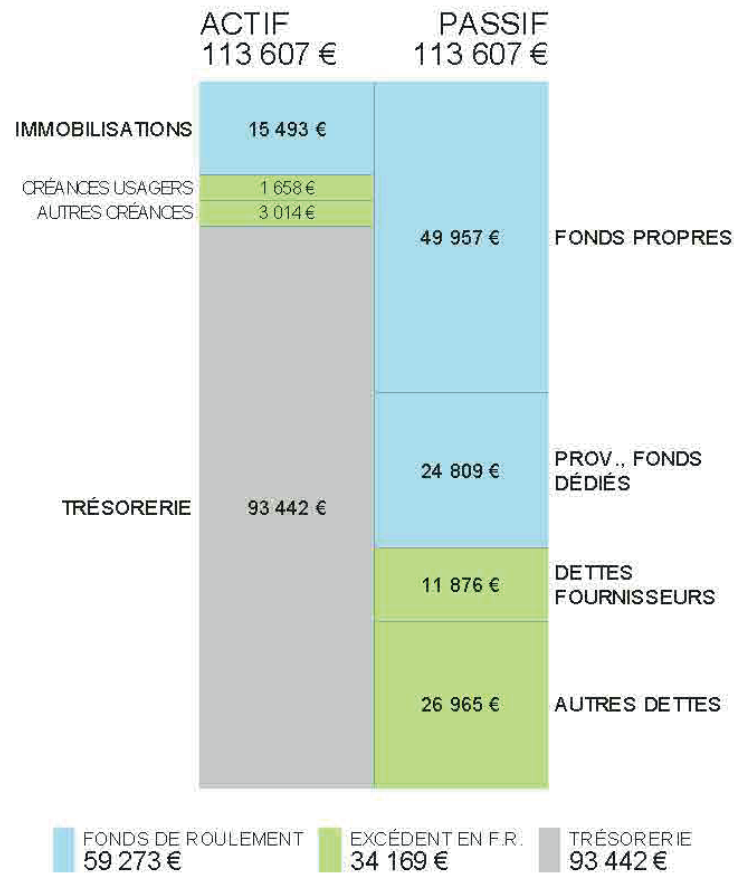 ACTIF PASSIF
113 607 € 113 607 €
IMMOBILISATIONS 15 493 €
CRÉANCES USAGERS 1 658 €
AUTRES CRÉANCES 3 014 €
49 957 € FONDS PROPRES
24 809 € PROV., FONDS
DÉDIÉS
TRÉSORERIE 93 442 €
11 876 € DETTES
FOURNISSEURS
26 965 € AUTRES DETTES
FONDS DE ROULEMENT EXCÉDENT EN F.R. TRÉSORERIE
59 273 € 34 169 € 93 442 €